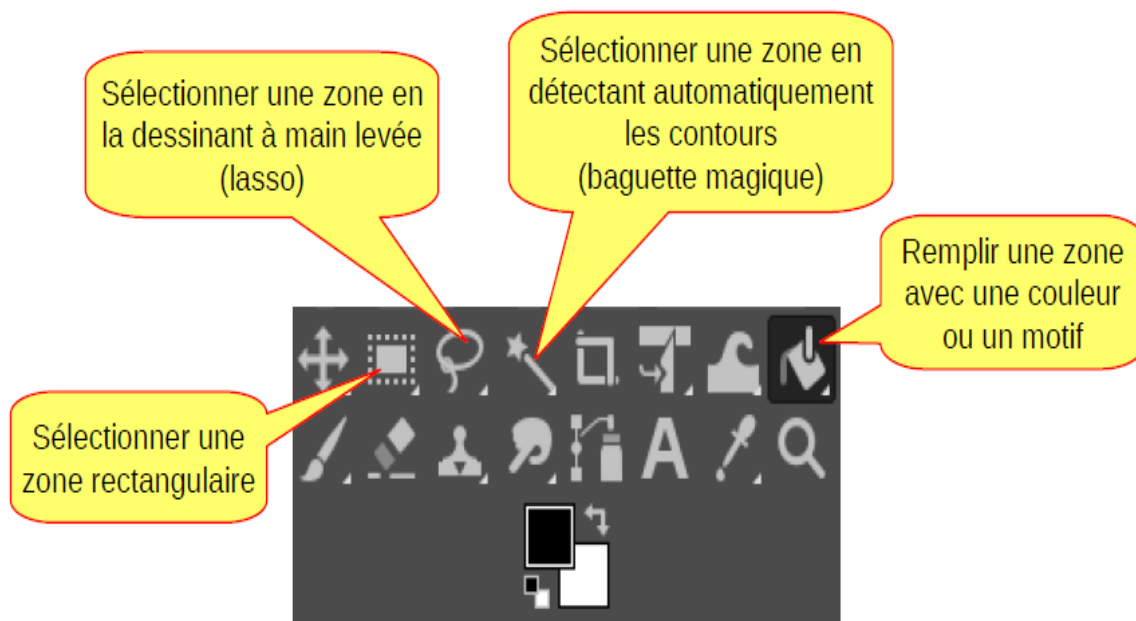 Sélectionner une zone en
la dessinant à main levée
(lasso)
Sélectionner une zone en
détectant automatiquement
les contours
(baguette magique)
Remplir une zone
avec une couleur
ou un motif
Sélectionner une
zone rectangulaire
A